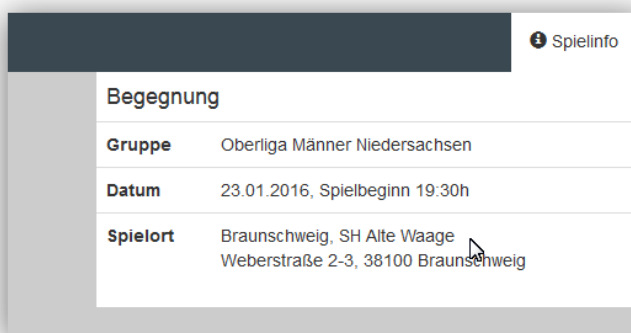 Spielinfo
Begegnung
Gruppe Oberliga Männer Niedersachsen
Datum 23.01.2016, Spielbeginn 19:30h
Spielort Braunschweig, SH Alte Waage
Weberstraße 2-3, 38100 Braunschweig